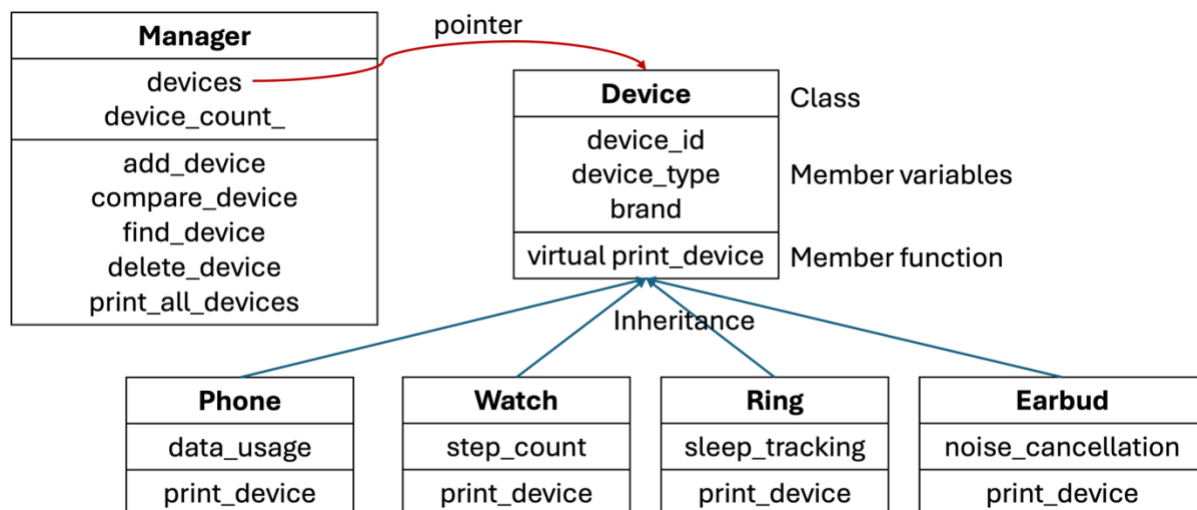 Manager
devices
device_count_
add_device
compare_device
find_device
delete_device
print_all_devices
pointer
Device
device_id
device_type
brand
virtual print_device
Class
Member variables
Member function
Inheritance
Phone
data_usage
print_device
Watch
step_count
print_device
Ring
sleep_tracking
print_device
Earbud
noise_cancellation
print_device